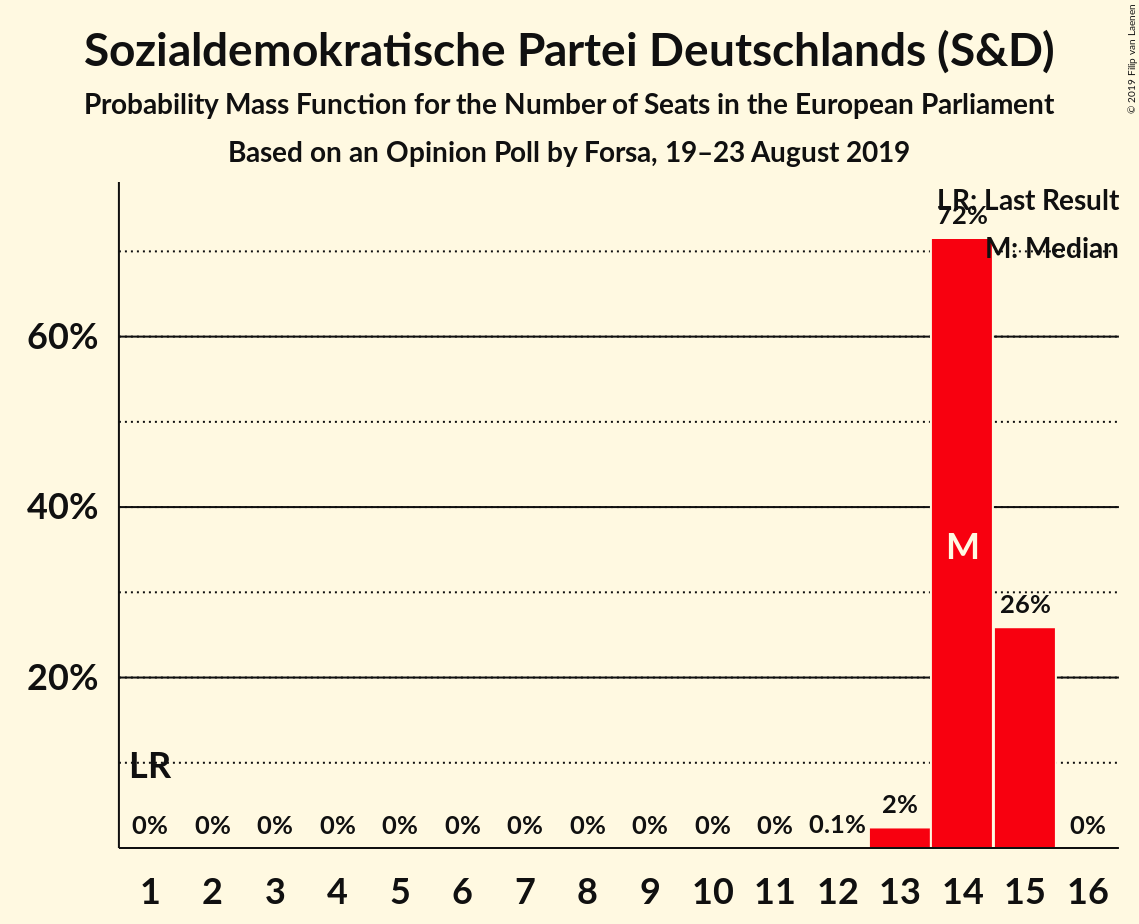 Sozialdemokratische Partei Deutschlands (S&D)
Probability Mass Function for the Number of Seats in the European Parliament
Based on an Opinion Poll by Forsa, 19–23 August 2019
© 2019 Filip van Laenen
LR: Last Result
M: Median
72%
60%
40%
20%
M
26%
LR
0% 0% 0% 0% 0% 0% 0% 0% 0% 0% 0% 0.1% 2% 0%
1 2 3 4 5 6 7 8 9 10 11 12 13 14 15 16